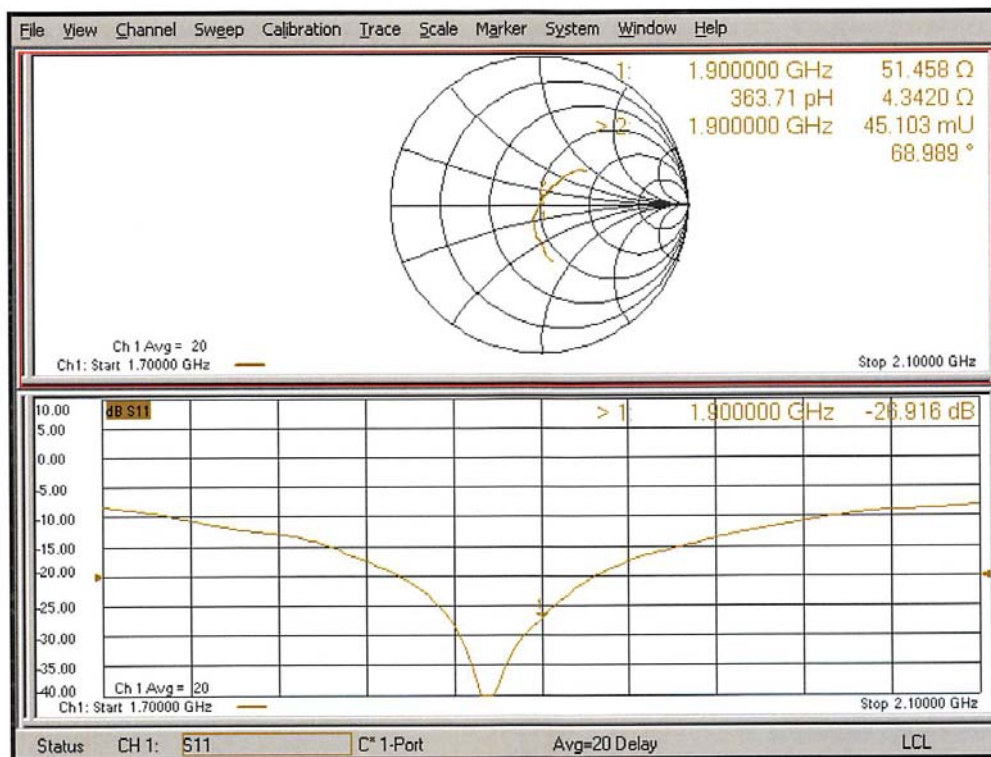 File View Channel Sweep Calibration Trace Scale Marker System Window Help
1: 1.900000 GHz 51.458 Ω
363.71 pH 4.3420 Ω
> 2: 1.900000 GHz 45.103 mU
68.989 °
Ch 1 Avg = 20
Ch1: Start 1.70000 GHz
Stop 2.10000 GHz
dB S11
> 1: 1.900000 GHz -26.916 dB
10.00
5.00
0.00
-5.00
-10.00
-15.00
-20.00
-25.00
-30.00
-35.00
-40.00
1
Ch 1 Avg = 20
Ch1: Start 1.70000 GHz
Stop 2.10000 GHz
Status CH 1: S11 C* 1-Port Avg=20 Delay LCL